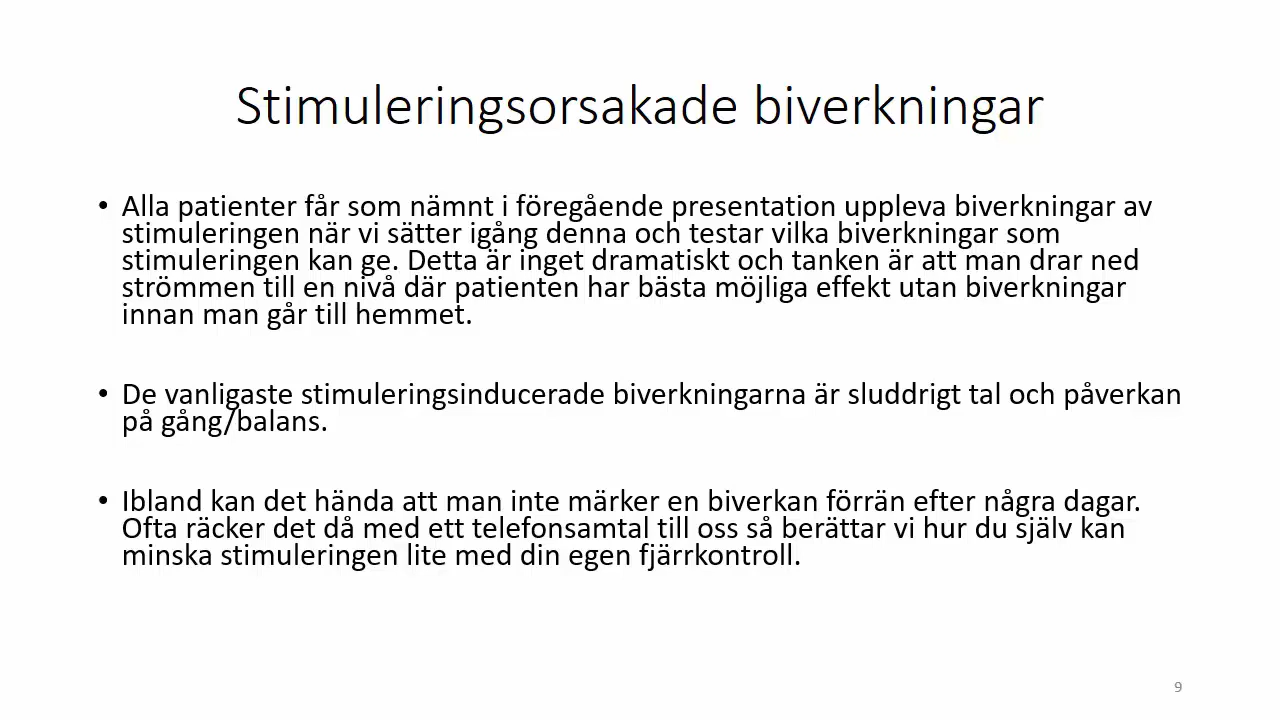 Stimuleringsorsakade biverkningar
• Alla patienter får som nämnt i föregående presentation uppleva biverkningar av
stimuleringen när vi sätter igång denna och testar vilka biverkningar som
stimuleringen kan ge. Detta är inget dramatiskt och tanken är att man drar ned
strömmen till en nivå där patienten har bästa möjliga effekt utan biverkningar
innan man går till hemmet.
• De vanligaste stimuleringsinducerade biverkningarna är sluddrigt tal och påverkan
på gång/balans.
• Ibland kan det hända att man inte märker en biverkan förrän efter några dagar.
Ofta räcker det då med ett telefonsamtal till oss så berättar vi hur du själv kan
minska stimuleringen lite med din egen fjärrkontroll.
9